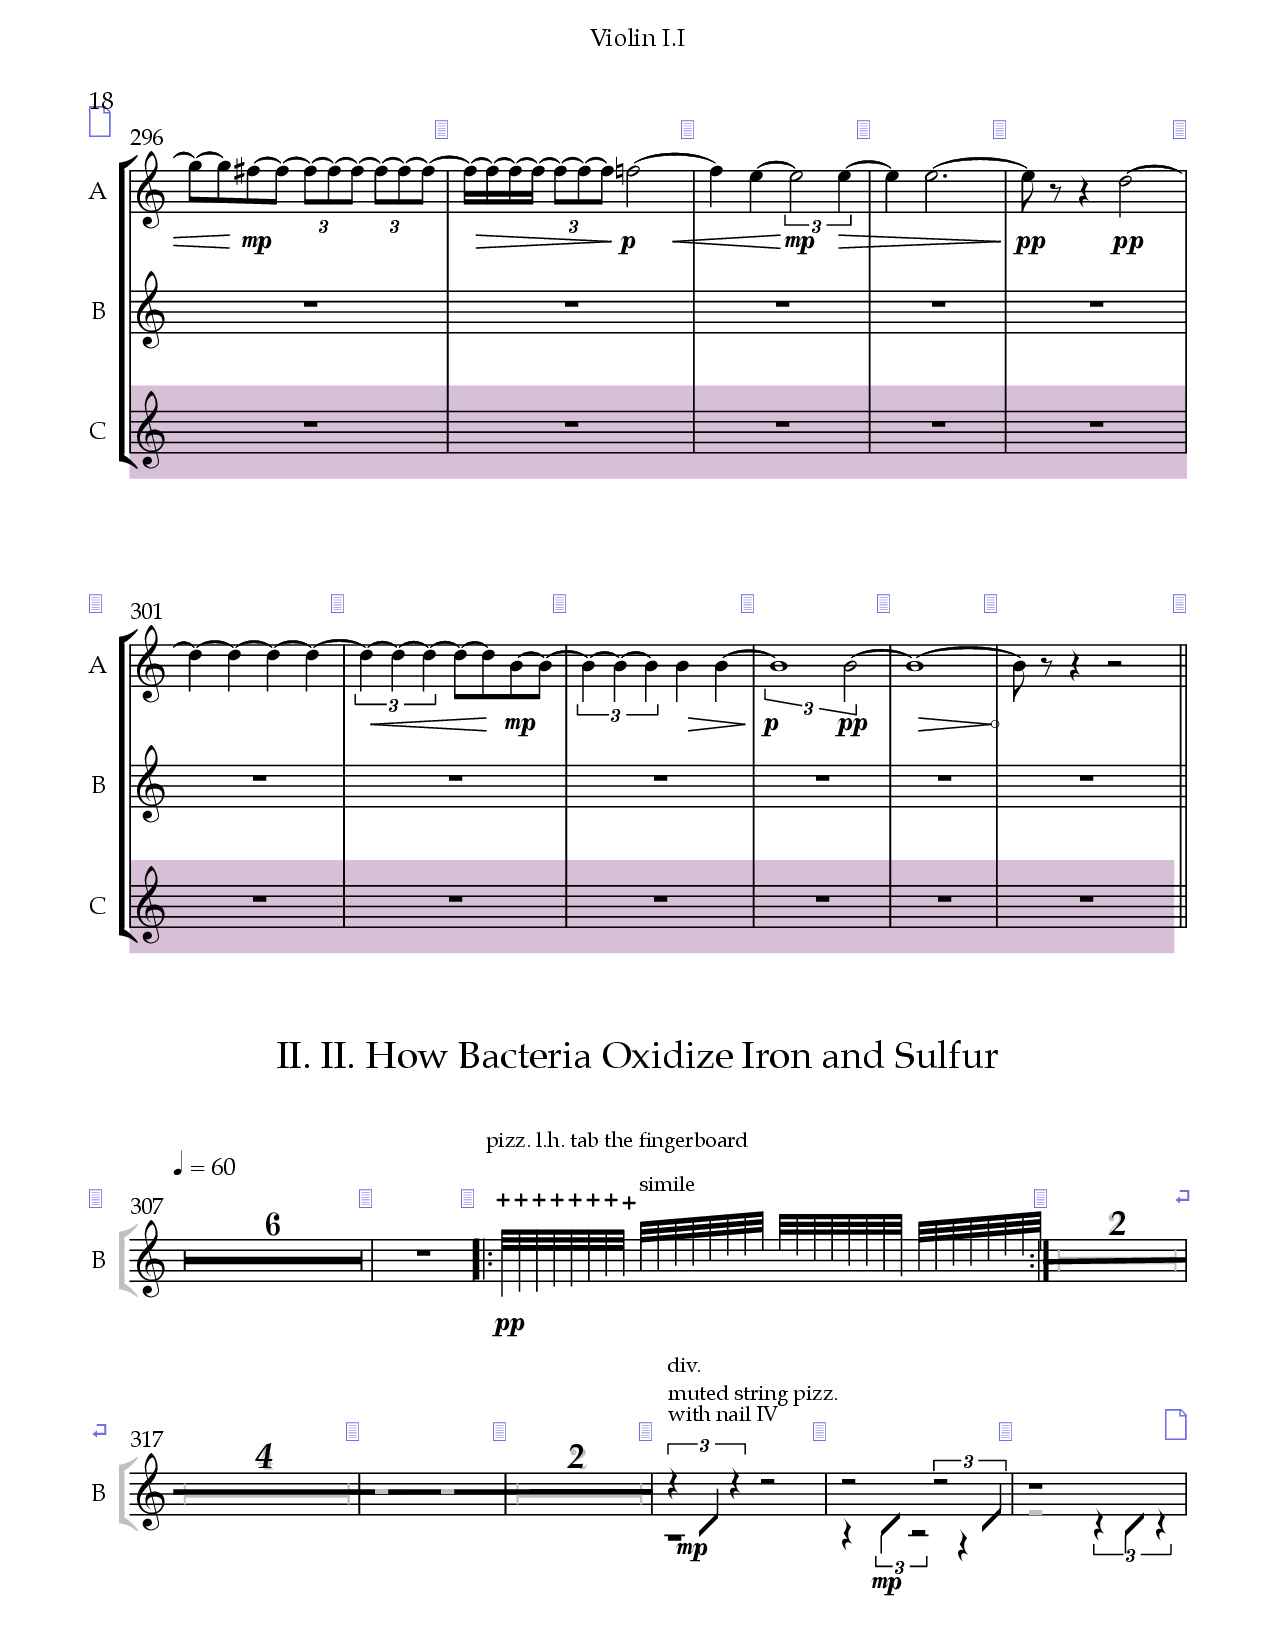 Violin I.I
18
296
A
3
3
3
3
mp
p
mp
pp
pp
B
C
301
A
3
3
3
mp
p
pp
B
C
II. II. How Bacteria Oxidize Iron and Sulfur
pizz. l.h. tab the fingerboard
= 60
simile
307
6
2
B
pp
div.
muted string pizz.
with nail IV
317
4
2
3
3
B
mp
3
3
mp